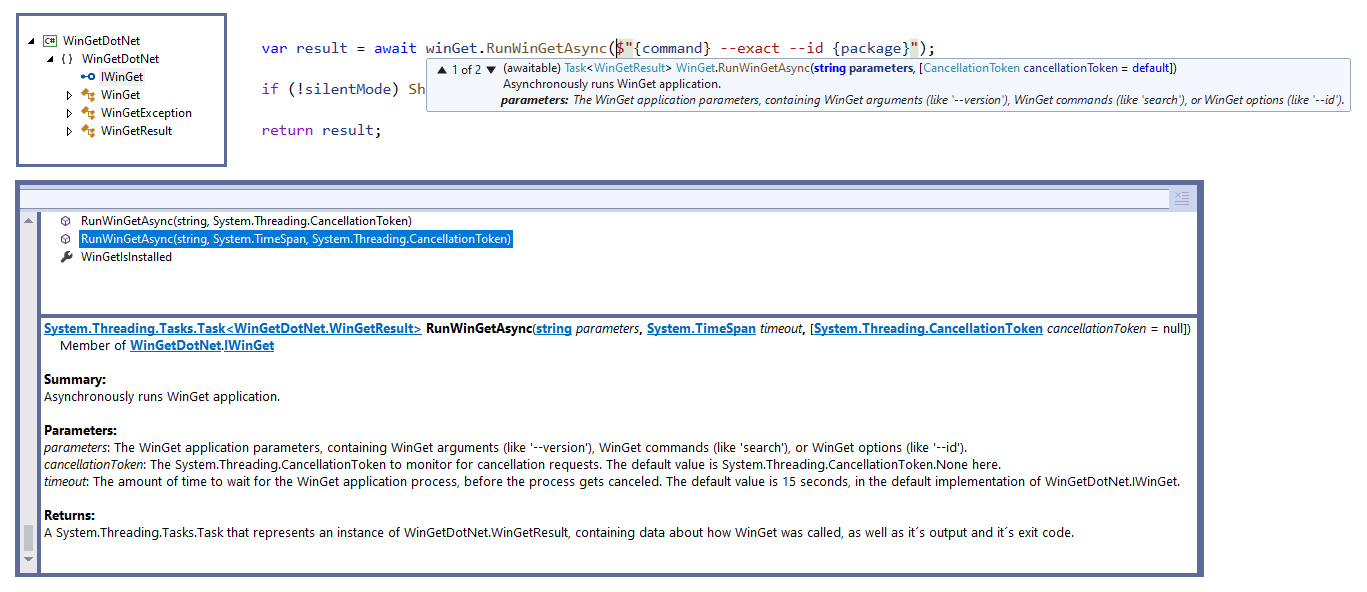 C# WinGetDotNet
{ } WinGetDotNet
IWinGet
WinGet
WinGetException
WinGetResult
var result = await winGet.RunWinGetAsync($"{command} --exact --id {package}");
▲ 1 of 2 ▼ (awaitable) Task<WinGetResult> WinGet.RunWinGetAsync(string parameters, [CancellationToken cancellationToken = default])
Asynchronously runs WinGet application.
parameters: The WinGet application parameters, containing WinGet arguments (like '--version'), WinGet commands (like 'search'), or WinGet options (like '--id').
if (!silentMode) Sh
return result;
RunWinGetAsync(string, System.Threading.CancellationToken)
RunWinGetAsync(string, System.TimeSpan, System.Threading.CancellationToken)
WinGetIsInstalled
System.Threading.Tasks.Task<WinGetDotNet.WinGetResult> RunWinGetAsync(string parameters, System.TimeSpan timeout, [System.Threading.CancellationToken cancellationToken = null])
Member of WinGetDotNet.IWinGet
Summary:
Asynchronously runs WinGet application.
Parameters:
parameters: The WinGet application parameters, containing WinGet arguments (like '--version'), WinGet commands (like 'search'), or WinGet options (like '--id').
cancellationToken: The System.Threading.CancellationToken to monitor for cancellation requests. The default value is System.Threading.CancellationToken.None here.
timeout: The amount of time to wait for the WinGet application process, before the process gets canceled. The default value is 15 seconds, in the default implementation of WinGetDotNet.IWinGet.
Returns:
A System.Threading.Tasks.Task that represents an instance of WinGetDotNet.WinGetResult, containing data about how WinGet was called, as well as it´s output and it´s exit code.